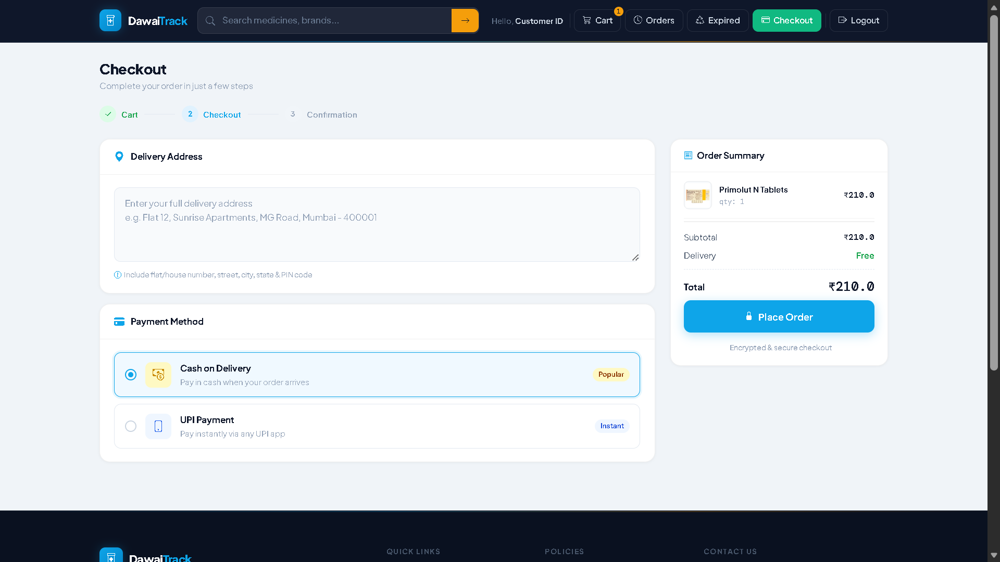 DawaiTrack
Search medicines, brands...
Hello, Customer ID
Cart
1
Orders
Expired
Checkout
Logout
Checkout
Complete your order in just a few steps
Cart
2
Checkout
3
Confirmation
Delivery Address
Enter your full delivery address
e.g. Flat 12, Sunrise Apartments, MG Road, Mumbai - 400001
Include flat/house number, street, city, state & PIN code
Payment Method
Cash on Delivery
Pay in cash when your order arrives
Popular
UPI Payment
Pay instantly via any UPI app
Instant
Order Summary
Primolut N Tablets
qty: 1
₹210.0
Subtotal
₹210.0
Delivery
Free
Total
₹210.0
Place Order
Encrypted & secure checkout
DawaiTrack
QUICK LINKS
POLICIES
CONTACT US